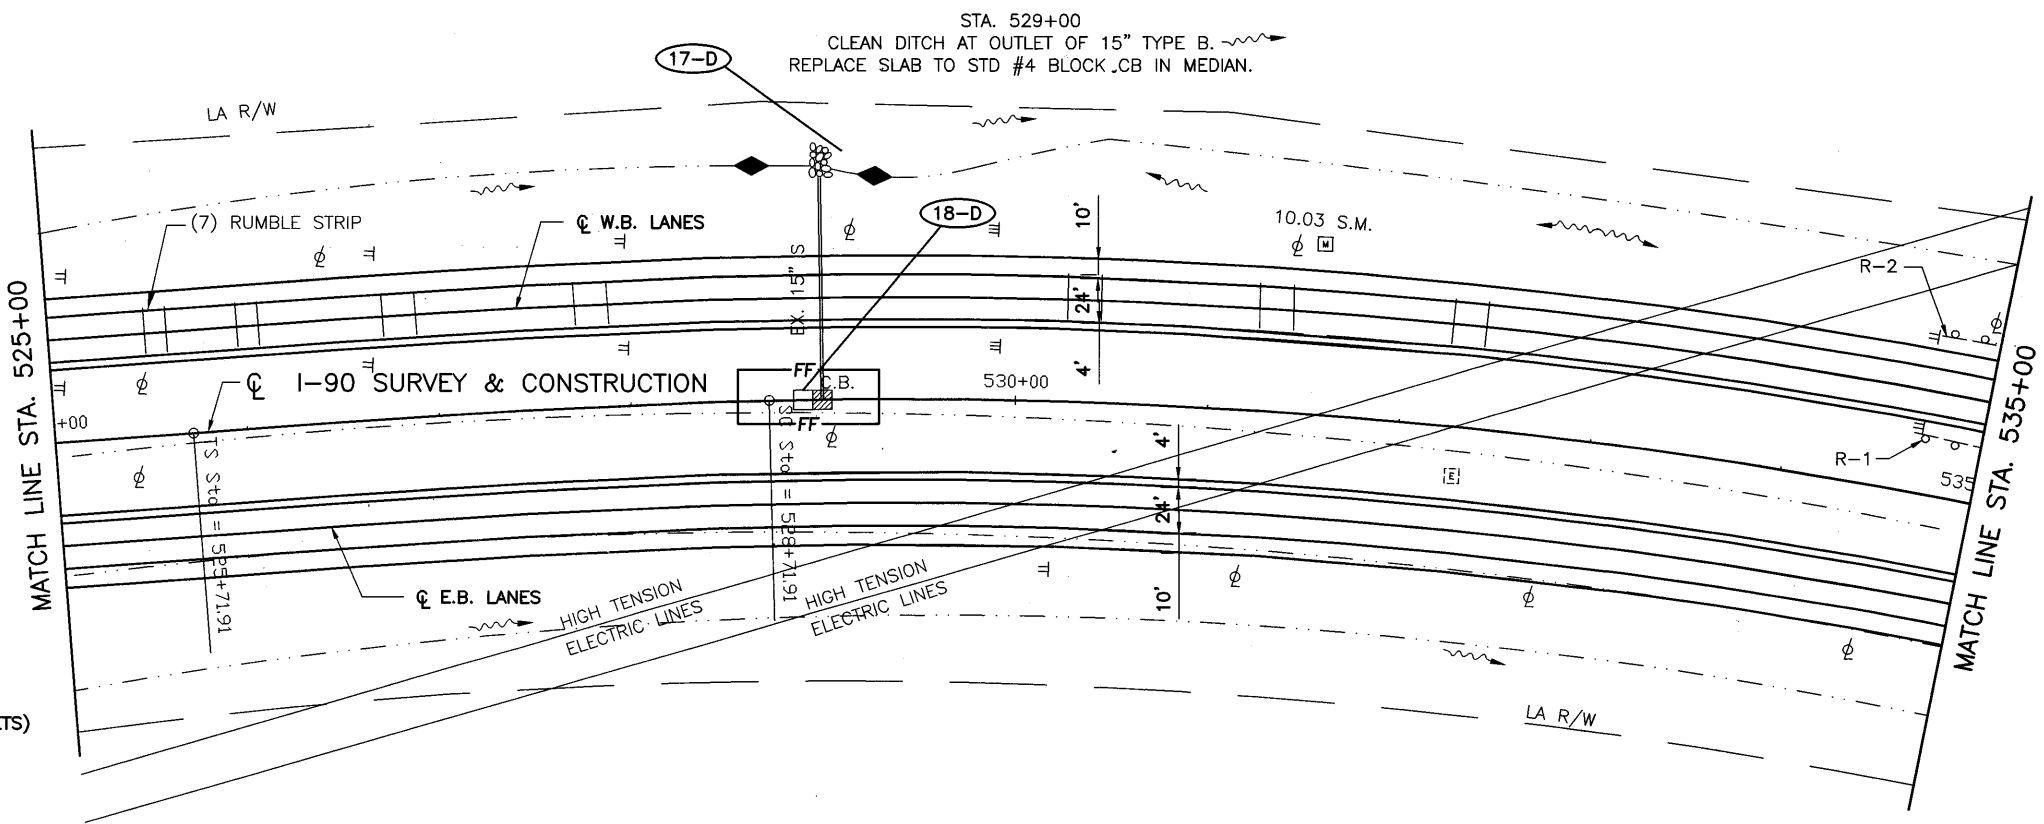 STA. 529+00
CLEAN DITCH AT OUTLET OF 15" TYPE B.
REPLACE SLAB TO STD #4 BLOCK CB IN MEDIAN.
17-D
LA R/W
(7) RUMBLE STRIP
℄ W.B. LANES
18-D
10'
10.03 S.M.
M
R-2
EX. 15" S
24'
4'
MATCH LINE STA. 525+00
℄ I-90 SURVEY & CONSTRUCTION
FF
C.B.
530+00
FF
+00
4'
R-1
535
MATCH LINE STA. 535+00
E
TS Sta = 525+71.91
SC Sta = 528+71.91
24'
10'
℄ E.B. LANES
HIGH TENSION
ELECTRIC LINES
HIGH TENSION
ELECTRIC LINES
LA R/W
TS)